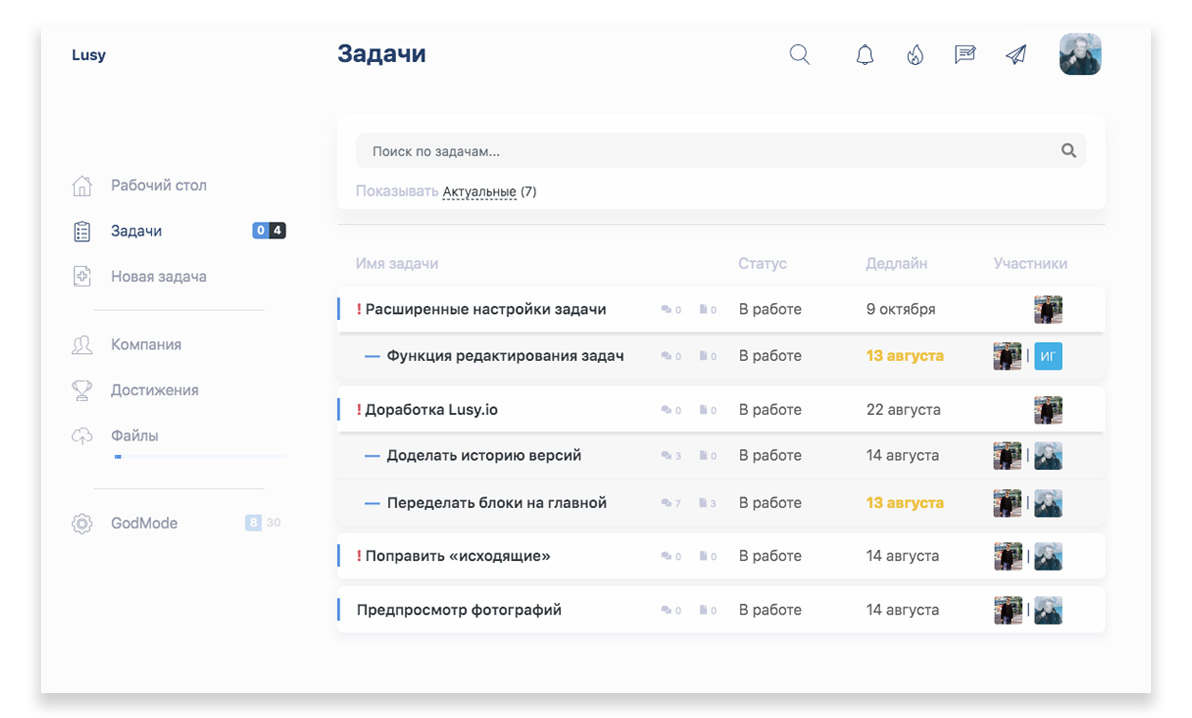 Lusy
Задачи
Рабочий стол
Задачи 0 4
Новая задача
Компания
Достижения
Файлы
GodMode 8 30
Поиск по задачам...
Показывать Актуальные (7)
Имя задачи Статус Дедлайн Участники
! Расширенные настройки задачи 0 0 В работе 9 октября
— Функция редактирования задач 0 0 В работе 13 августа | ИГ
! Доработка Lusy.io 0 0 В работе 22 августа
— Доделать историю версий 3 0 В работе 14 августа |
— Переделать блоки на главной 7 3 В работе 13 августа |
! Поправить «исходящие» 0 0 В работе 14 августа |
Предпросмотр фотографий 0 0 В работе 14 августа |